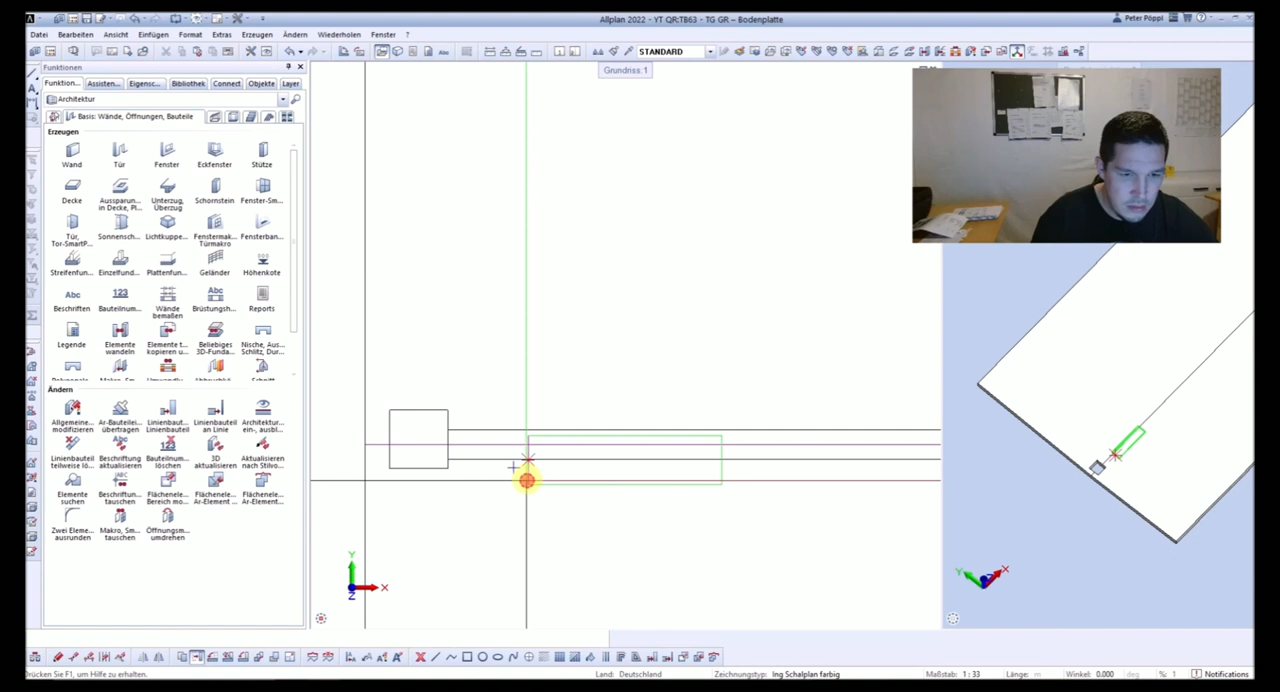 Allplan 2022 - YT QR:TB63 - TG GR – Bodenplatte
Peter Pöppl
Datei Bearbeiten Ansicht Einfügen Format Extras Erzeugen Ändern Wiederholen Fenster ?
STANDARD
Funktionen
Grundriss:1
Funktion... Assisten... Eigensc... Bibliothek Connect Objekte Layer
Architektur
Basis: Wände, Öffnungen, Bauteile
Erzeugen
Wand Tür Fenster Eckfenster Stütze
Decke Aussparun... in Decke, Pl... Unterzug, Überzug Schornstein Fenster-Sm...
Tür, Tor-SmartP... Sonnensch... Lichtkuppe... Fenstermak... Türmakro Fensterban...
Streifenfun... Einzelfund... Plattenfun... Geländer Höhenkote
Beschriften Bauteilnum... Wände bemaßen Brüstungsh... Reports
Legende Elemente wandeln Elemente t... kopieren u... Beliebiges 3D-Funda... Nische, Aus... Schlitz, Dur...
Ändern
Allgemeine... modifizieren Ar-Bauteilei... übertragen Linienbaut... Linienbauteil Linienbauteil an Linie Architektur... ein-, ausbl...
Linienbauteil teilweise lö... Beschriftung aktualisieren Bauteilnum... löschen 3D aktualisieren Aktualisieren nach Stilvo...
Elemente suchen Beschriftun... tauschen Flächenele... Bereich mo... Flächenele... Ar-Element... Flächenele... Ar-Element...
Zwei Eleme... ausrunden Makro, Sm... tauschen Öffnungsm... umdrehen
Y
X
Z
Y
X
Drücken Sie F1, um Hilfe zu erhalten.
Land: Deutschland
Zeichnungstyp: Ing Schalplan farbig
Maßstab: 1 : 33
Länge: m
Winkel: 0.000 deg
%: 1
Notifications